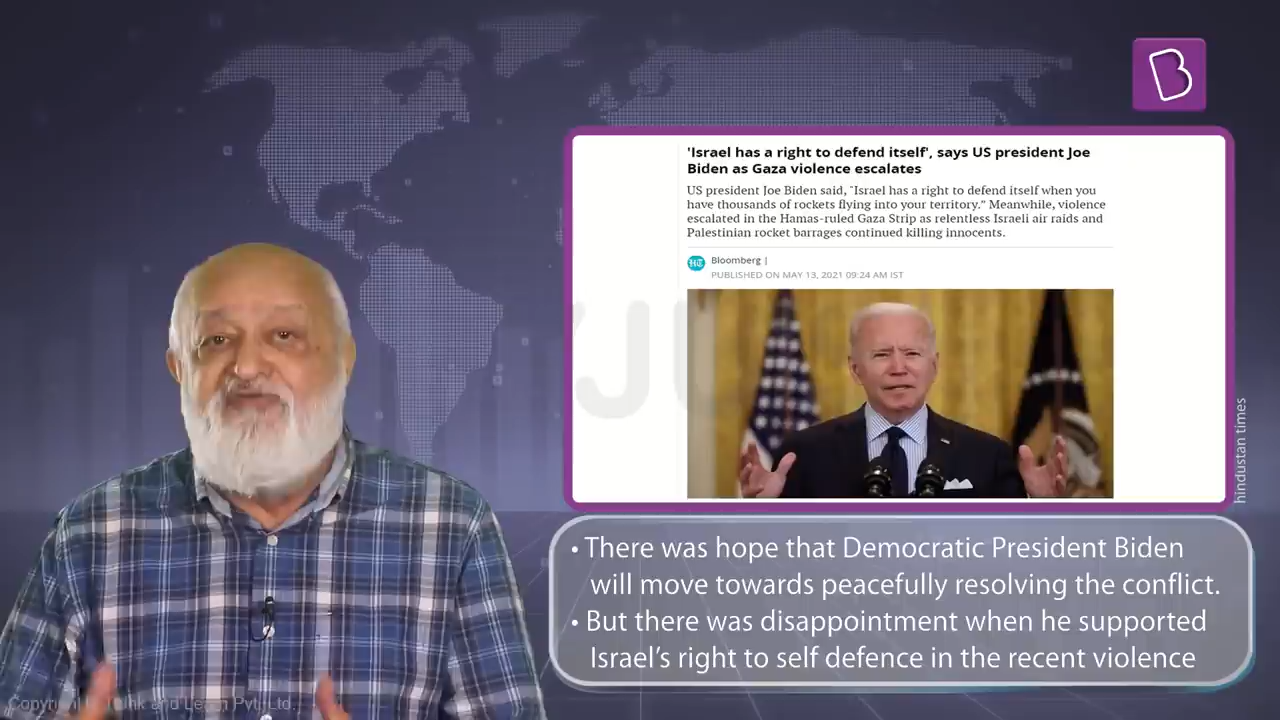 B
'Israel has a right to defend itself', says US president Joe
Biden as Gaza violence escalates
US president Joe Biden said, "Israel has a right to defend itself when you
have thousands of rockets flying into your territory." Meanwhile, violence
escalated in the Hamas-ruled Gaza Strip as relentless Israeli air raids and
Palestinian rocket barrages continued killing innocents.
HT
Bloomberg |
PUBLISHED ON MAY 13, 2021 09:24 AM IST
hindustan times
• There was hope that Democratic President Biden
will move towards peacefully resolving the conflict.
• But there was disappointment when he supported
Israel's right to self defence in the recent violence
and Learn Pvt. Ltd.